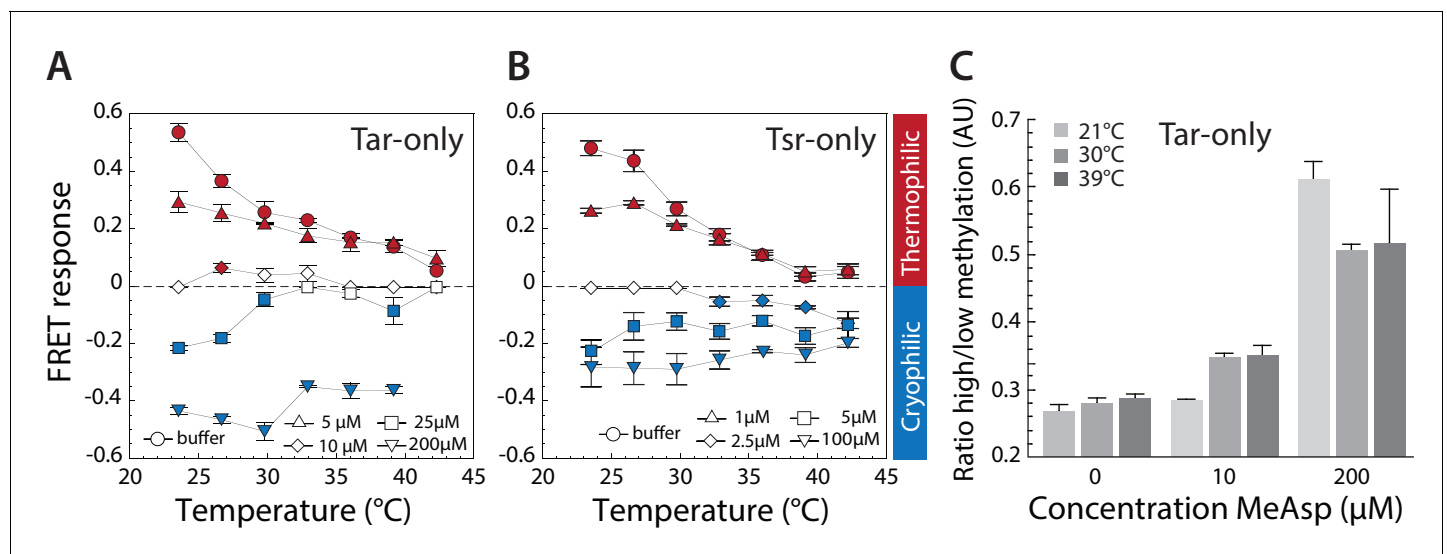 A
Tar-only
FRET response
0.6
0.4
0.2
0
-0.2
-0.4
-0.6
20 25 30 35 40 45
Temperature (°C)
buffer
5 µM
25µM
10 µM
200µM
B
Tsr-only
0.6
0.4
0.2
0
-0.2
-0.4
-0.6
20 25 30 35 40 45
Temperature (°C)
buffer
1µM
5µM
2.5µM
100µM
Thermophilic
Cryophilic
C
Tar-only
Ratio high/low methylation (AU)
0.7
0.6
0.5
0.4
0.3
0.2
21°C
30°C
39°C
0 10 200
Concentration MeAsp (µM)